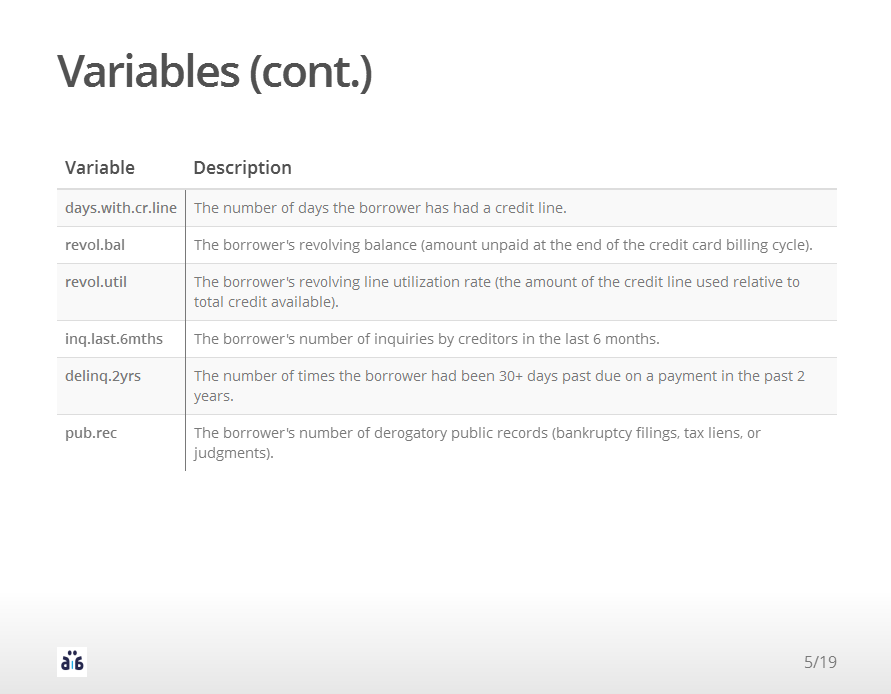 Variables (cont.)
Variable Description
days.with.cr.line The number of days the borrower has had a credit line.
revol.bal The borrower's revolving balance (amount unpaid at the end of the credit card billing cycle).
revol.util The borrower's revolving line utilization rate (the amount of the credit line used relative to
total credit available).
inq.last.6mths The borrower's number of inquiries by creditors in the last 6 months.
delinq.2yrs The number of times the borrower had been 30+ days past due on a payment in the past 2
years.
pub.rec The borrower's number of derogatory public records (bankruptcy filings, tax liens, or
judgments).
5/19